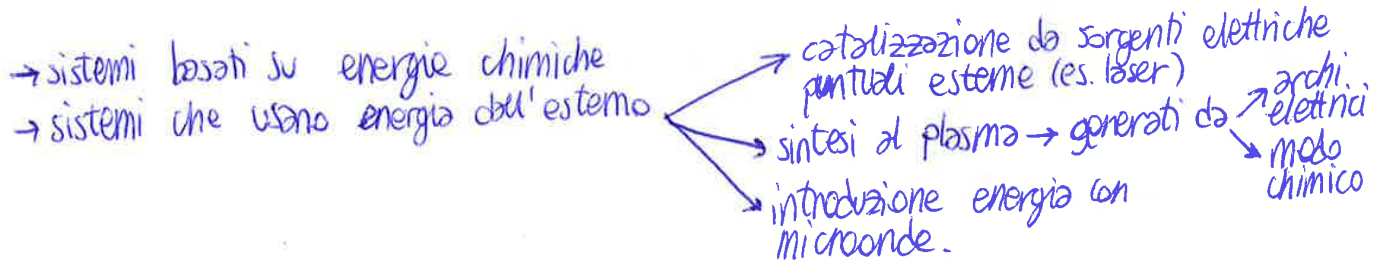 → sistemi basati su energie chimiche
→ sistemi che usano energia dall'esterno
catalizzazione da sorgenti elettriche
puntuali esterne (es. laser)
sintesi al plasma → generati da
archi
elettrici
modo
chimico
introduzione energia con
microonde.